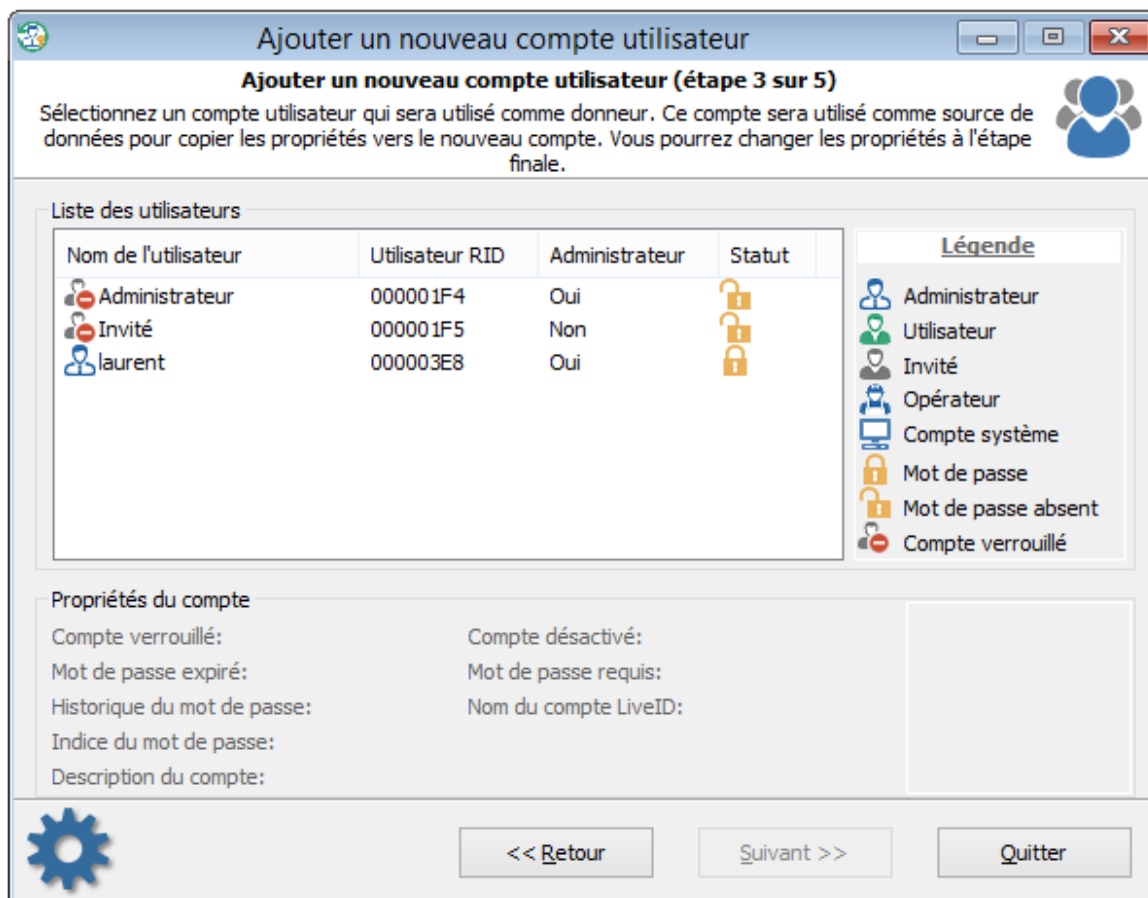 Ajouter un nouveau compte utilisateur
Ajouter un nouveau compte utilisateur (étape 3 sur 5)
Sélectionnez un compte utilisateur qui sera utilisé comme donneur. Ce compte sera utilisé comme source de
données pour copier les propriétés vers le nouveau compte. Vous pourrez changer les propriétés à l'étape
finale.
Liste des utilisateurs
Nom de l'utilisateur Utilisateur RID Administrateur Statut
Administrateur 000001F4 Oui
Invité 000001F5 Non
laurent 000003E8 Oui
Légende
Administrateur
Utilisateur
Invité
Opérateur
Compte système
Mot de passe
Mot de passe absent
Compte verrouillé
Propriétés du compte
Compte verrouillé: Compte désactivé:
Mot de passe expiré: Mot de passe requis:
Historique du mot de passe: Nom du compte LiveID:
Indice du mot de passe:
Description du compte:
<< Retour Suivant >> Quitter